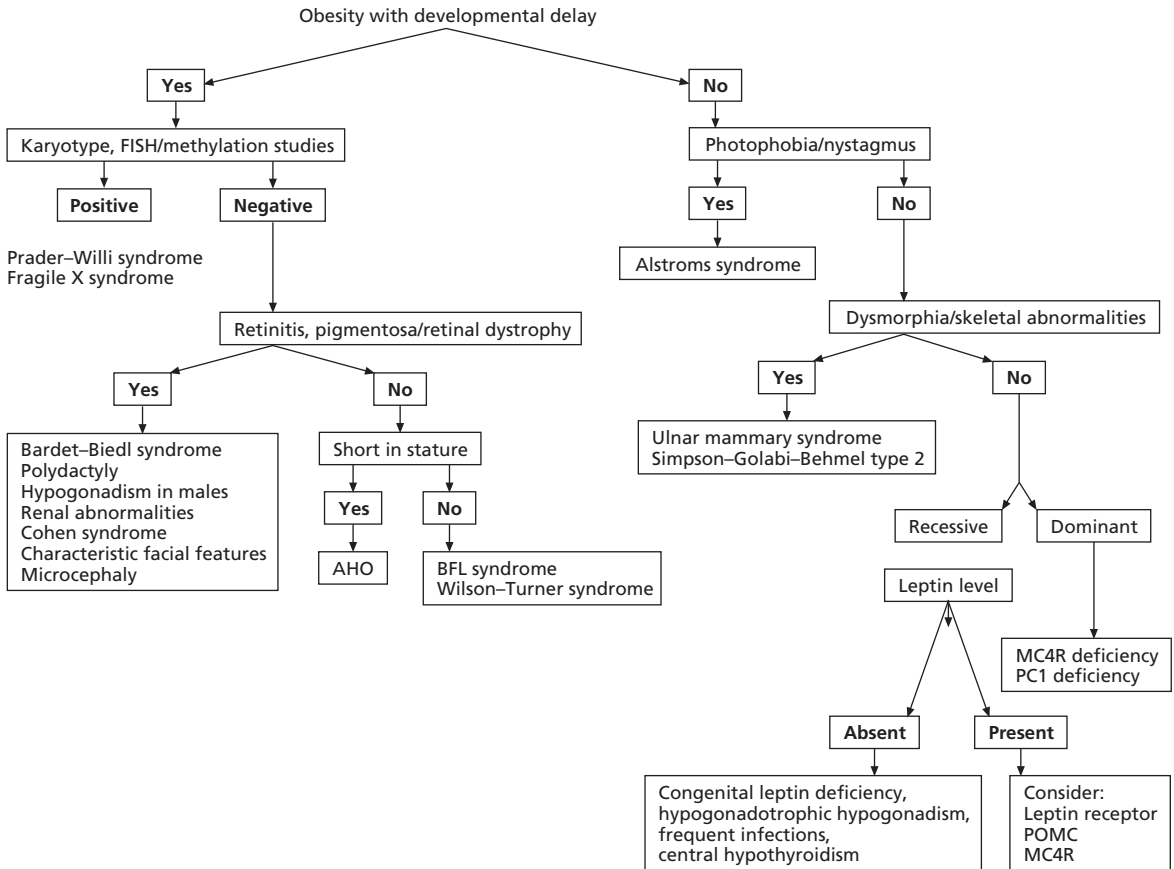 Obesity with developmental delay
Yes
No
Karyotype, FISH/methylation studies
Photophobia/nystagmus
Positive
Negative
Yes
No
Prader–Willi syndrome
Fragile X syndrome
Alstroms syndrome
Retinitis, pigmentosa/retinal dystrophy
Dysmorphia/skeletal abnormalities
Yes
No
Yes
No
Bardet–Biedl syndrome
Polydactyly
Hypogonadism in males
Renal abnormalities
Cohen syndrome
Characteristic facial features
Microcephaly
Short in stature
Ulnar mammary syndrome
Simpson–Golabi–Behmel type 2
Yes
No
AHO
BFL syndrome
Wilson–Turner syndrome
Recessive
Dominant
Leptin level
MC4R deficiency
PC1 deficiency
Absent
Present
Congenital leptin deficiency,
hypogonadotrophic hypogonadism,
frequent infections,
central hypothyroidism
Consider:
Leptin receptor
POMC
MC4R